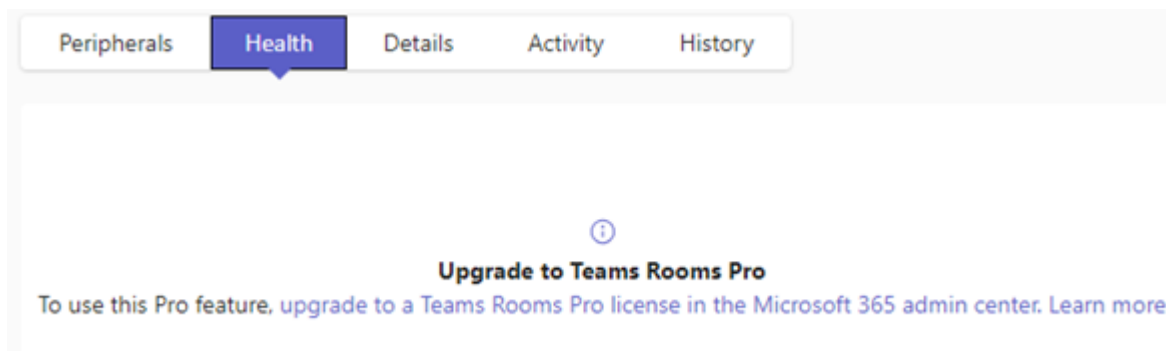 Peripherals Health Details Activity History
Upgrade to Teams Rooms Pro
To use this Pro feature, upgrade to a Teams Rooms Pro license in the Microsoft 365 admin center. Learn more